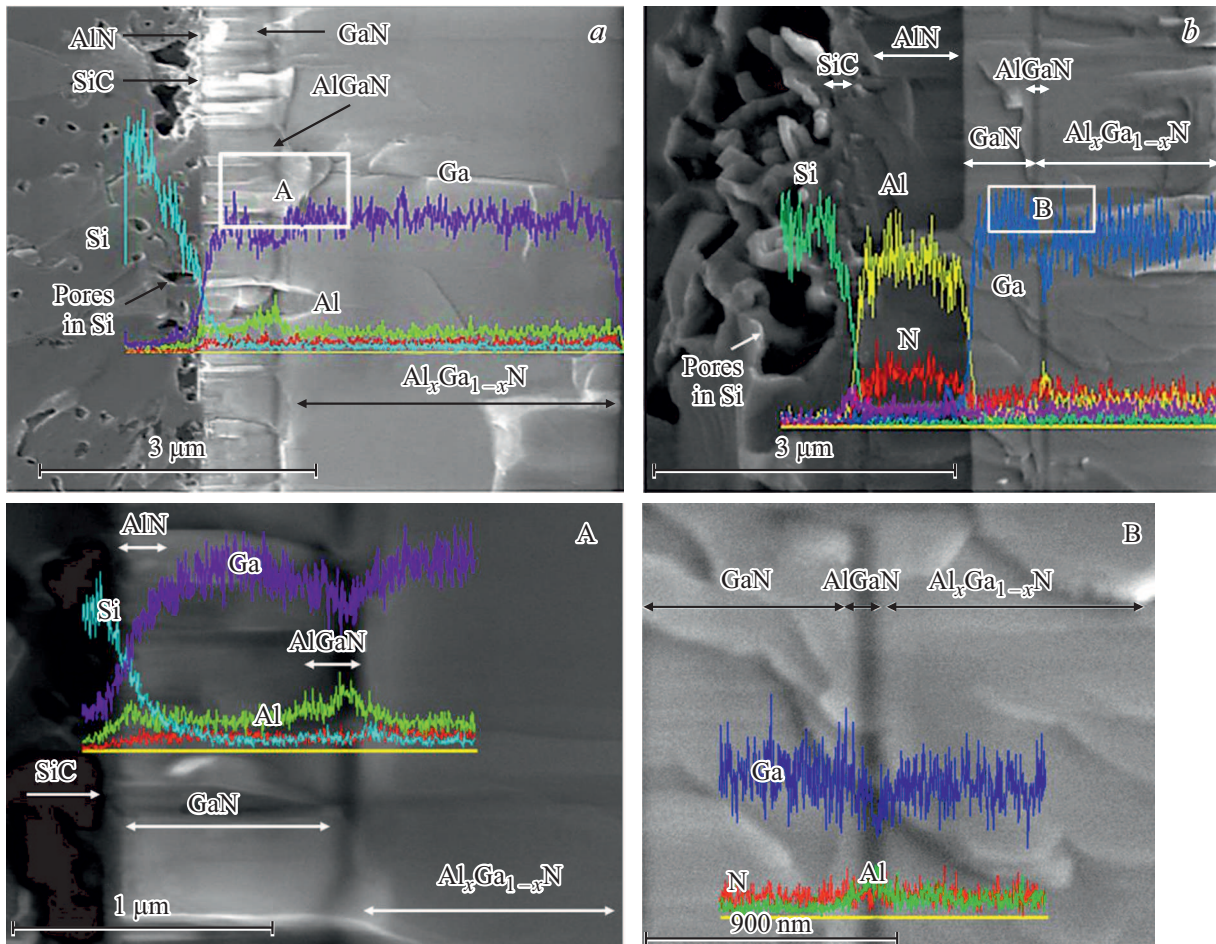 AlN
GaN
a
SiC
AlGaN
A
Ga
Si
Pores
in Si
Al
AlxGa1−xN
3 µm
AlN
b
SiC
AlGaN
GaN
AlxGa1−xN
Si
Al
B
Ga
N
Pores
in Si
3 µm
AlN
A
Ga
Si
AlGaN
Al
SiC
GaN
AlxGa1−xN
1 µm
B
GaN
AlGaN
AlxGa1−xN
Ga
Al
N
900 nm